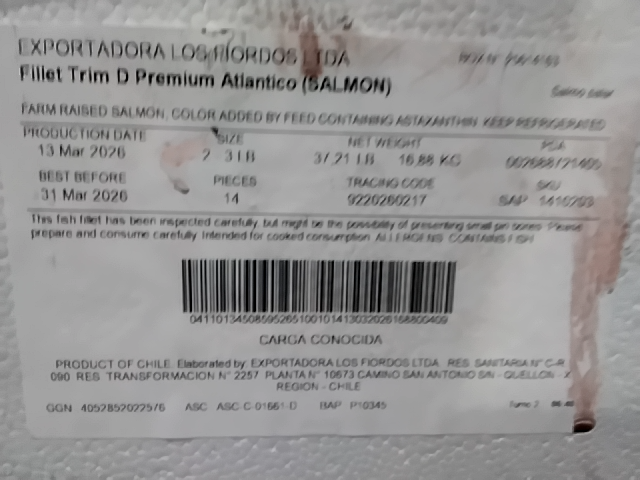 EXPORTADORA LOS FIORDOS LTDA
Fillet Trim D Premium Atlantico (SALMON)
Salmo salar
FARM RAISED SALMON, COLOR ADDED BY FEED CONTAINING ASTAXANTHIN. KEEP REFRIGERATED
PRODUCTION DATE SIZE NET WEIGHT
13 Mar 2026 2 3 LB 37.21 LB 16.88 KG
BEST BEFORE PIECES TRACING CODE SKU
31 Mar 2026 14 9220260217 SAP
This fish fillet has been inspected carefully, but might be the possibility of presenting small pin bones. Please
prepare and consume carefully. Intended for cooked consumption. ALLERGENS: CONTAINS FISH
CARGA CONOCIDA
PRODUCT OF CHILE. Elaborated by: EXPORTADORA LOS FIORDOS LTDA. RES. SANITARIA N° C-R
090 RES. TRANSFORMACION N° 2257. PLANTA N° 10673 CAMINO SAN ANTONIO S/N - QUELLON - X
REGION - CHILE
GGN 4052852022576 ASC ASC-C-01661-D BAP P10345 Turno 2